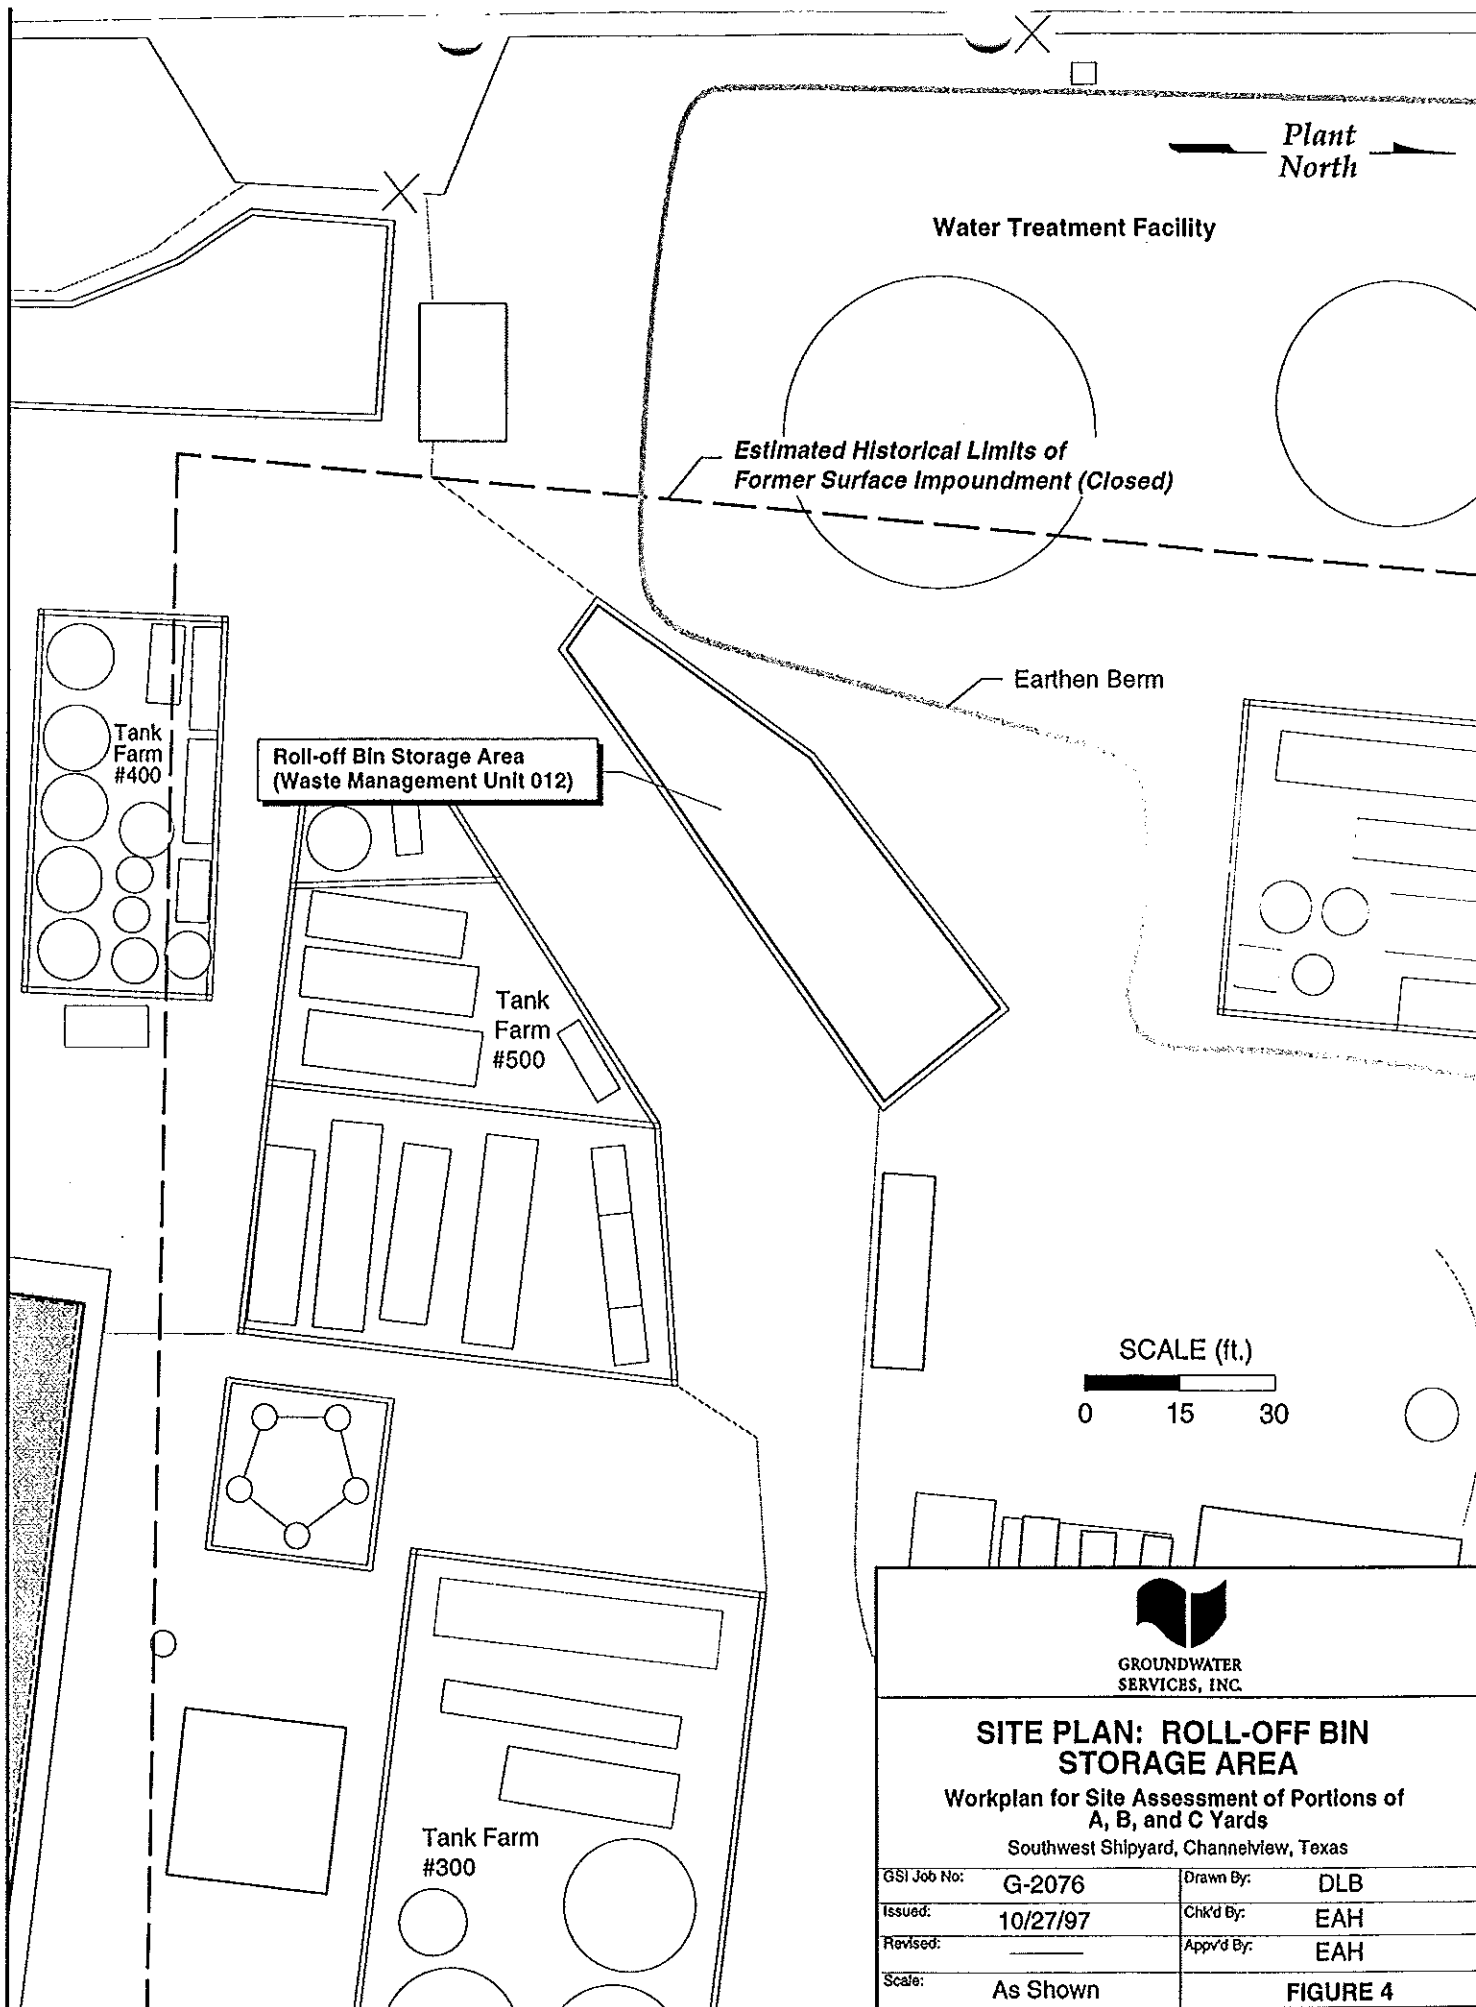 Plant
North
Water Treatment Facility
Estimated Historical Limits of
Former Surface Impoundment (Closed)
Earthen Berm
Tank
Farm
#400
Roll-off Bin Storage Area
(Waste Management Unit 012)
Tank
Farm
#500
SCALE (ft.)
0 15 30
Tank Farm
#300
GROUNDWATER
SERVICES, INC.
SITE PLAN: ROLL-OFF BIN
STORAGE AREA
Workplan for Site Assessment of Portions of
A, B, and C Yards
Southwest Shipyard, Channelview, Texas
GSI Job No: G-2076 Drawn By: DLB
Issued: 10/27/97 Chk'd By: EAH
Revised: Appv'd By: EAH
Scale: As Shown FIGURE 4